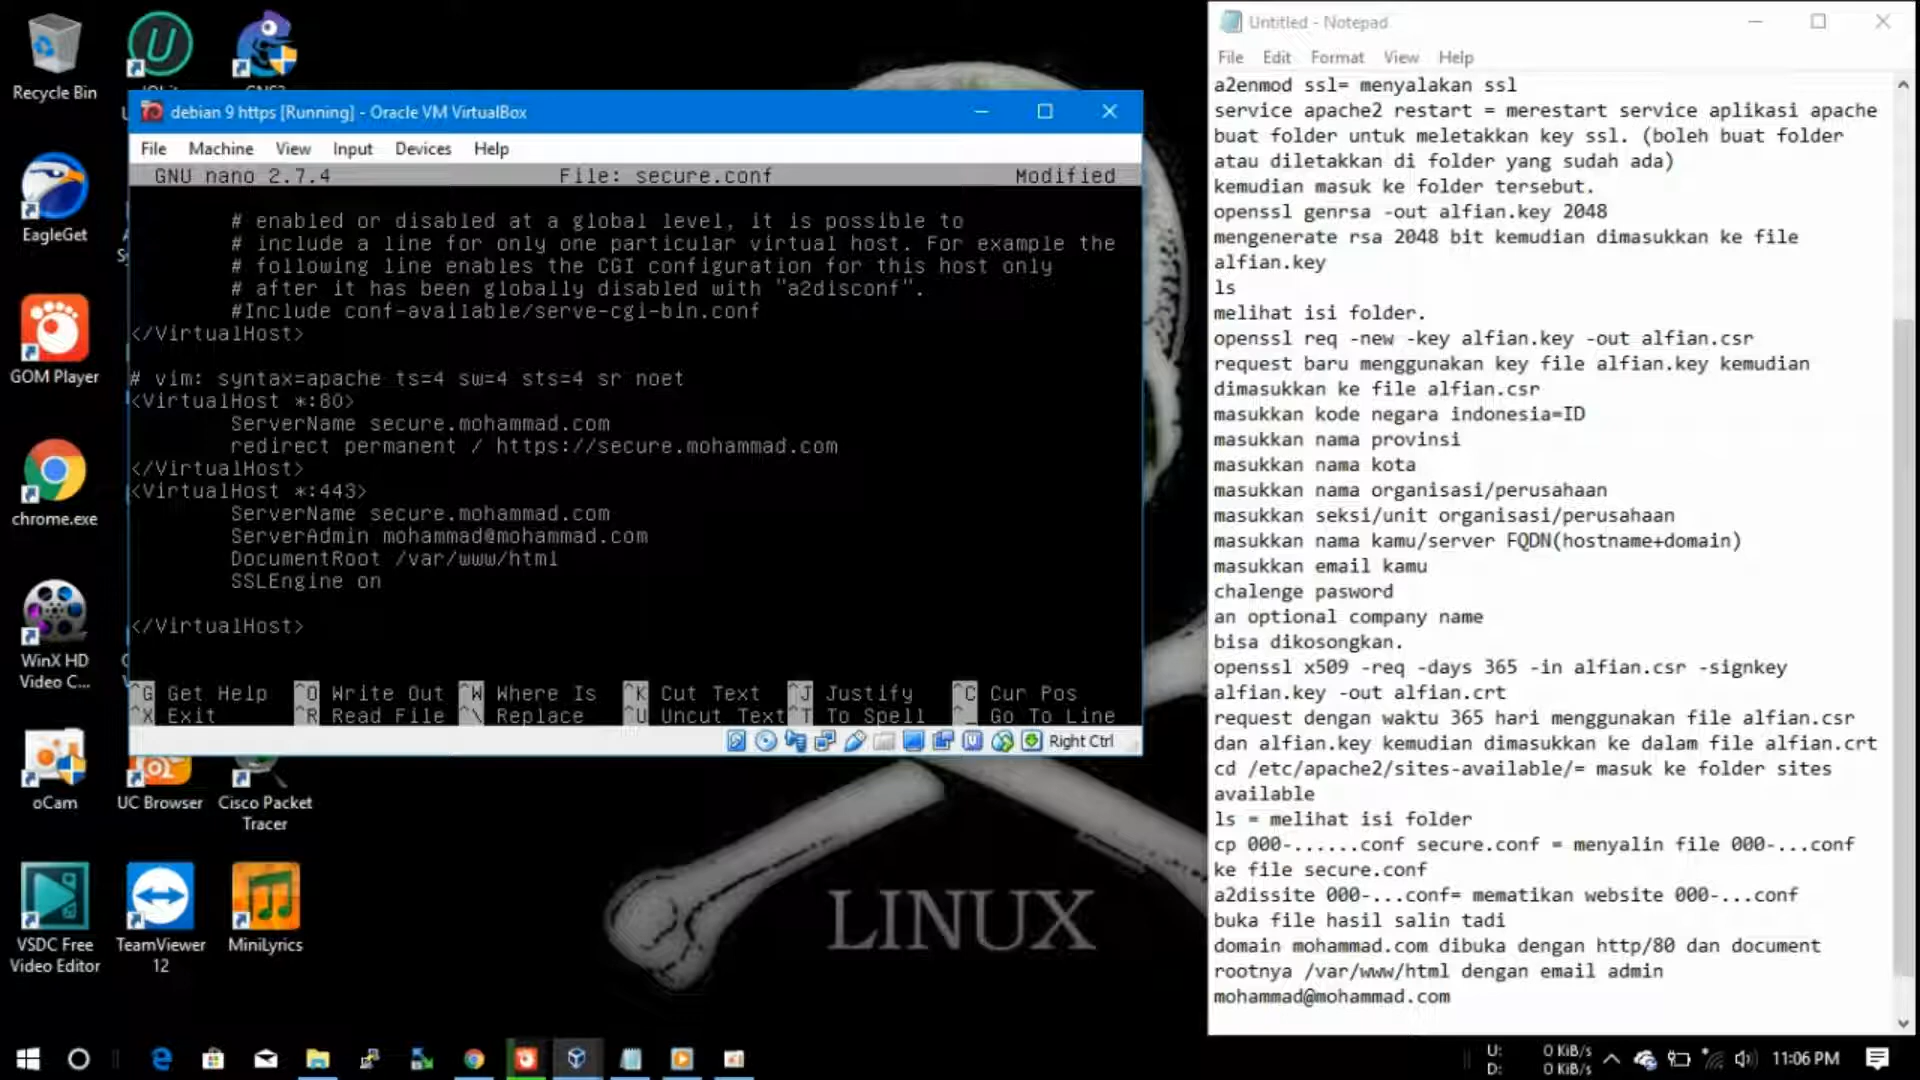 Recycle Bin
EagleGet
GOM Player
chrome.exe
WinX HD
Video C...
oCam
UC Browser
Cisco Packet
Tracer
VSDC Free
Video Editor
TeamViewer
12
MiniLyrics
debian 9 https [Running] - Oracle VM VirtualBox
File Machine View Input Devices Help
GNU nano 2.7.4 File: secure.conf Modified
# enabled or disabled at a global level, it is possible to
# include a line for only one particular virtual host. For example the
# following line enables the CGI configuration for this host only
# after it has been globally disabled with "a2disconf".
#Include conf-available/serve-cgi-bin.conf
</VirtualHost>
# vim: syntax=apache ts=4 sw=4 sts=4 sr noet
<VirtualHost *:80>
ServerName secure.mohammad.com
redirect permanent / https://secure.mohammad.com
</VirtualHost>
<VirtualHost *:443>
ServerName secure.mohammad.com
ServerAdmin mohammad@mohammad.com
DocumentRoot /var/www/html
SSLEngine on
</VirtualHost>
^G Get Help ^O Write Out ^W Where Is ^K Cut Text ^J Justify ^C Cur Pos
^X Exit ^R Read File ^\ Replace ^U Uncut Text ^T To Spell ^_ Go To Line
Right Ctrl
LINUX
Untitled - Notepad
File Edit Format View Help
a2enmod ssl= menyalakan ssl
service apache2 restart = merestart service aplikasi apache
buat folder untuk meletakkan key ssl. (boleh buat folder
atau diletakkan di folder yang sudah ada)
kemudian masuk ke folder tersebut.
openssl genrsa -out alfian.key 2048
mengenerate rsa 2048 bit kemudian dimasukkan ke file
alfian.key
ls
melihat isi folder.
openssl req -new -key alfian.key -out alfian.csr
request baru menggunakan key file alfian.key kemudian
dimasukkan ke file alfian.csr
masukkan kode negara indonesia=ID
masukkan nama provinsi
masukkan nama kota
masukkan nama organisasi/perusahaan
masukkan seksi/unit organisasi/perusahaan
masukkan nama kamu/server FQDN(hostname+domain)
masukkan email kamu
chalenge pasword
an optional company name
bisa dikosongkan.
openssl x509 -req -days 365 -in alfian.csr -signkey
alfian.key -out alfian.crt
request dengan waktu 365 hari menggunakan file alfian.csr
dan alfian.key kemudian dimasukkan ke dalam file alfian.crt
cd /etc/apache2/sites-available/= masuk ke folder sites
available
ls = melihat isi folder
cp 000-......conf secure.conf = menyalin file 000-...conf
ke file secure.conf
a2dissite 000-...conf= mematikan website 000-...conf
buka file hasil salin tadi
domain mohammad.com dibuka dengan http/80 dan document
rootnya /var/www/html dengan email admin
mohammad@mohammad.com
U: 0 KiB/s
D: 0 KiB/s
11:06 PM